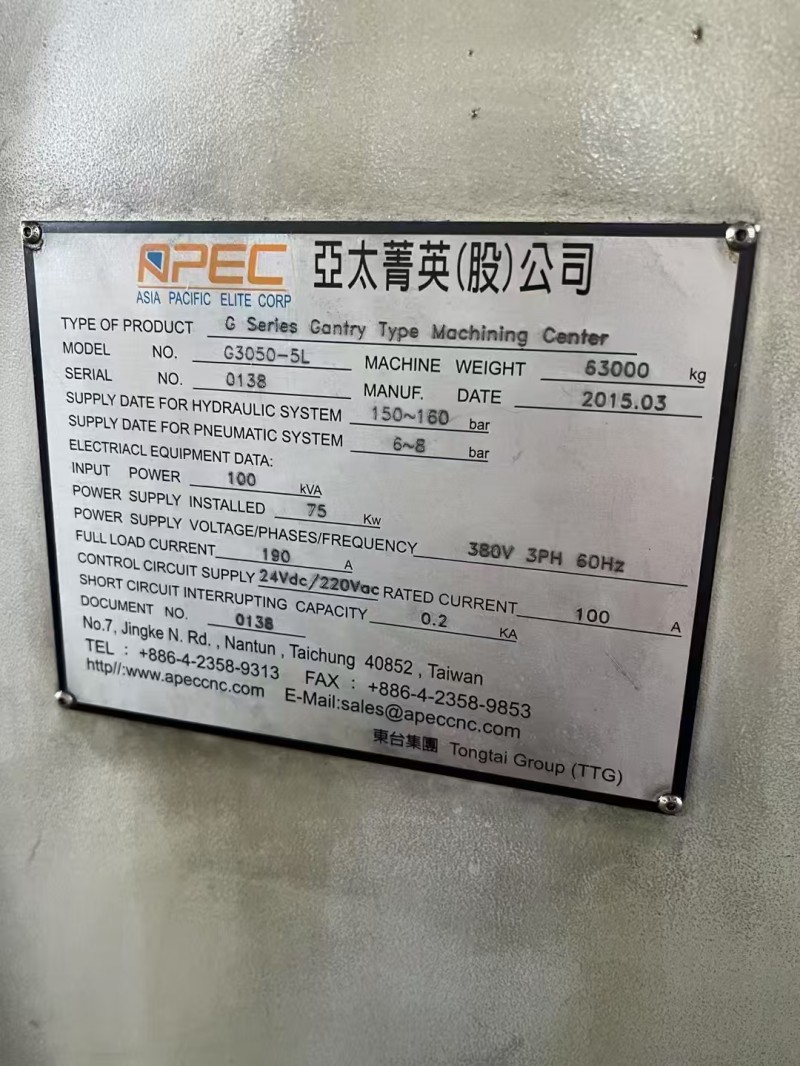 APEC 亞太菁英(股)公司
ASIA PACIFIC ELITE CORP
TYPE OF PRODUCT G Series Gantry Type Machining Center
MODEL NO. G3050-5L MACHINE WEIGHT 63000 kg
SERIAL NO. 0138 MANUF. DATE 2015.03
SUPPLY DATE FOR HYDRAULIC SYSTEM 150~160 bar
SUPPLY DATE FOR PNEUMATIC SYSTEM 6~8 bar
ELECTRIACL EQUIPMENT DATA:
INPUT POWER 100 kVA
POWER SUPPLY INSTALLED 75 Kw
POWER SUPPLY VOLTAGE/PHASES/FREQUENCY 380V 3PH 60Hz
FULL LOAD CURRENT 190 A
CONTROL CIRCUIT SUPPLY 24Vdc/220Vac RATED CURRENT 100 A
SHORT CIRCUIT INTERRUPTING CAPACITY 0.2 KA
DOCUMENT NO. 0138
No.7, Jingke N. Rd. , Nantun , Taichung 40852 , Taiwan
TEL : +886-4-2358-9313 FAX : +886-4-2358-9853
http//:www.apeccnc.com E-Mail:sales@apeccnc.com
東台集團 Tongtai Group (TTG)